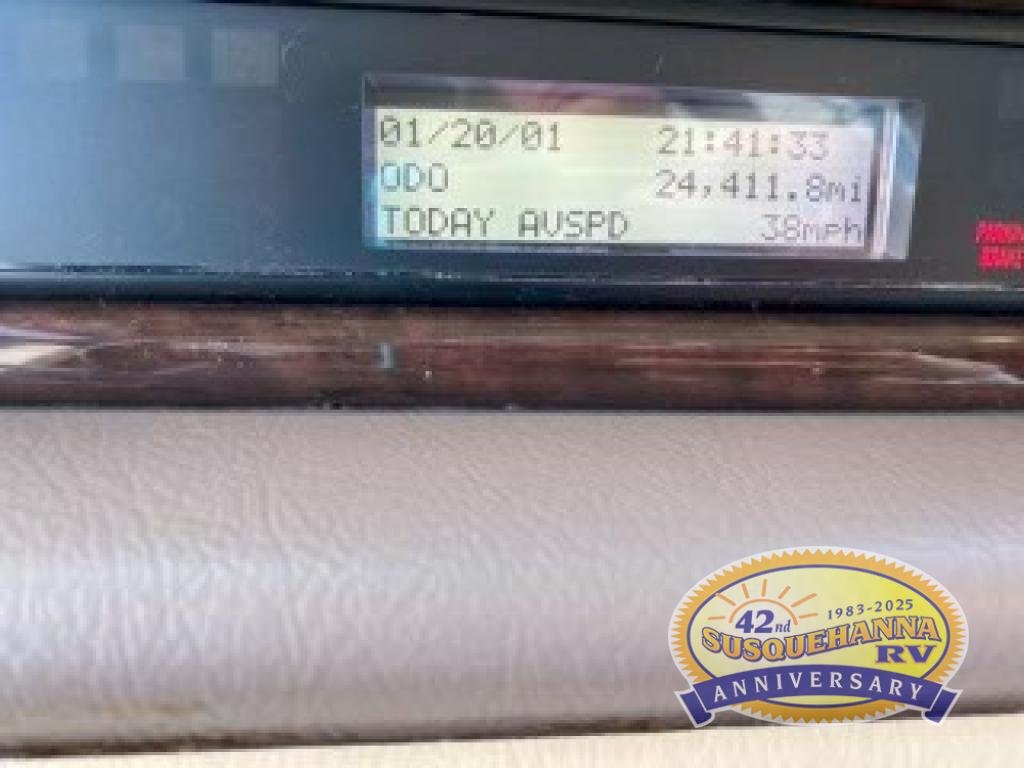 01/20/01 21:41:33
ODO 24,411.8mi
TODAY AVSPD 38mph
42nd 1983-2025
SUSQUEHANNA
RV
ANNIVERSARY